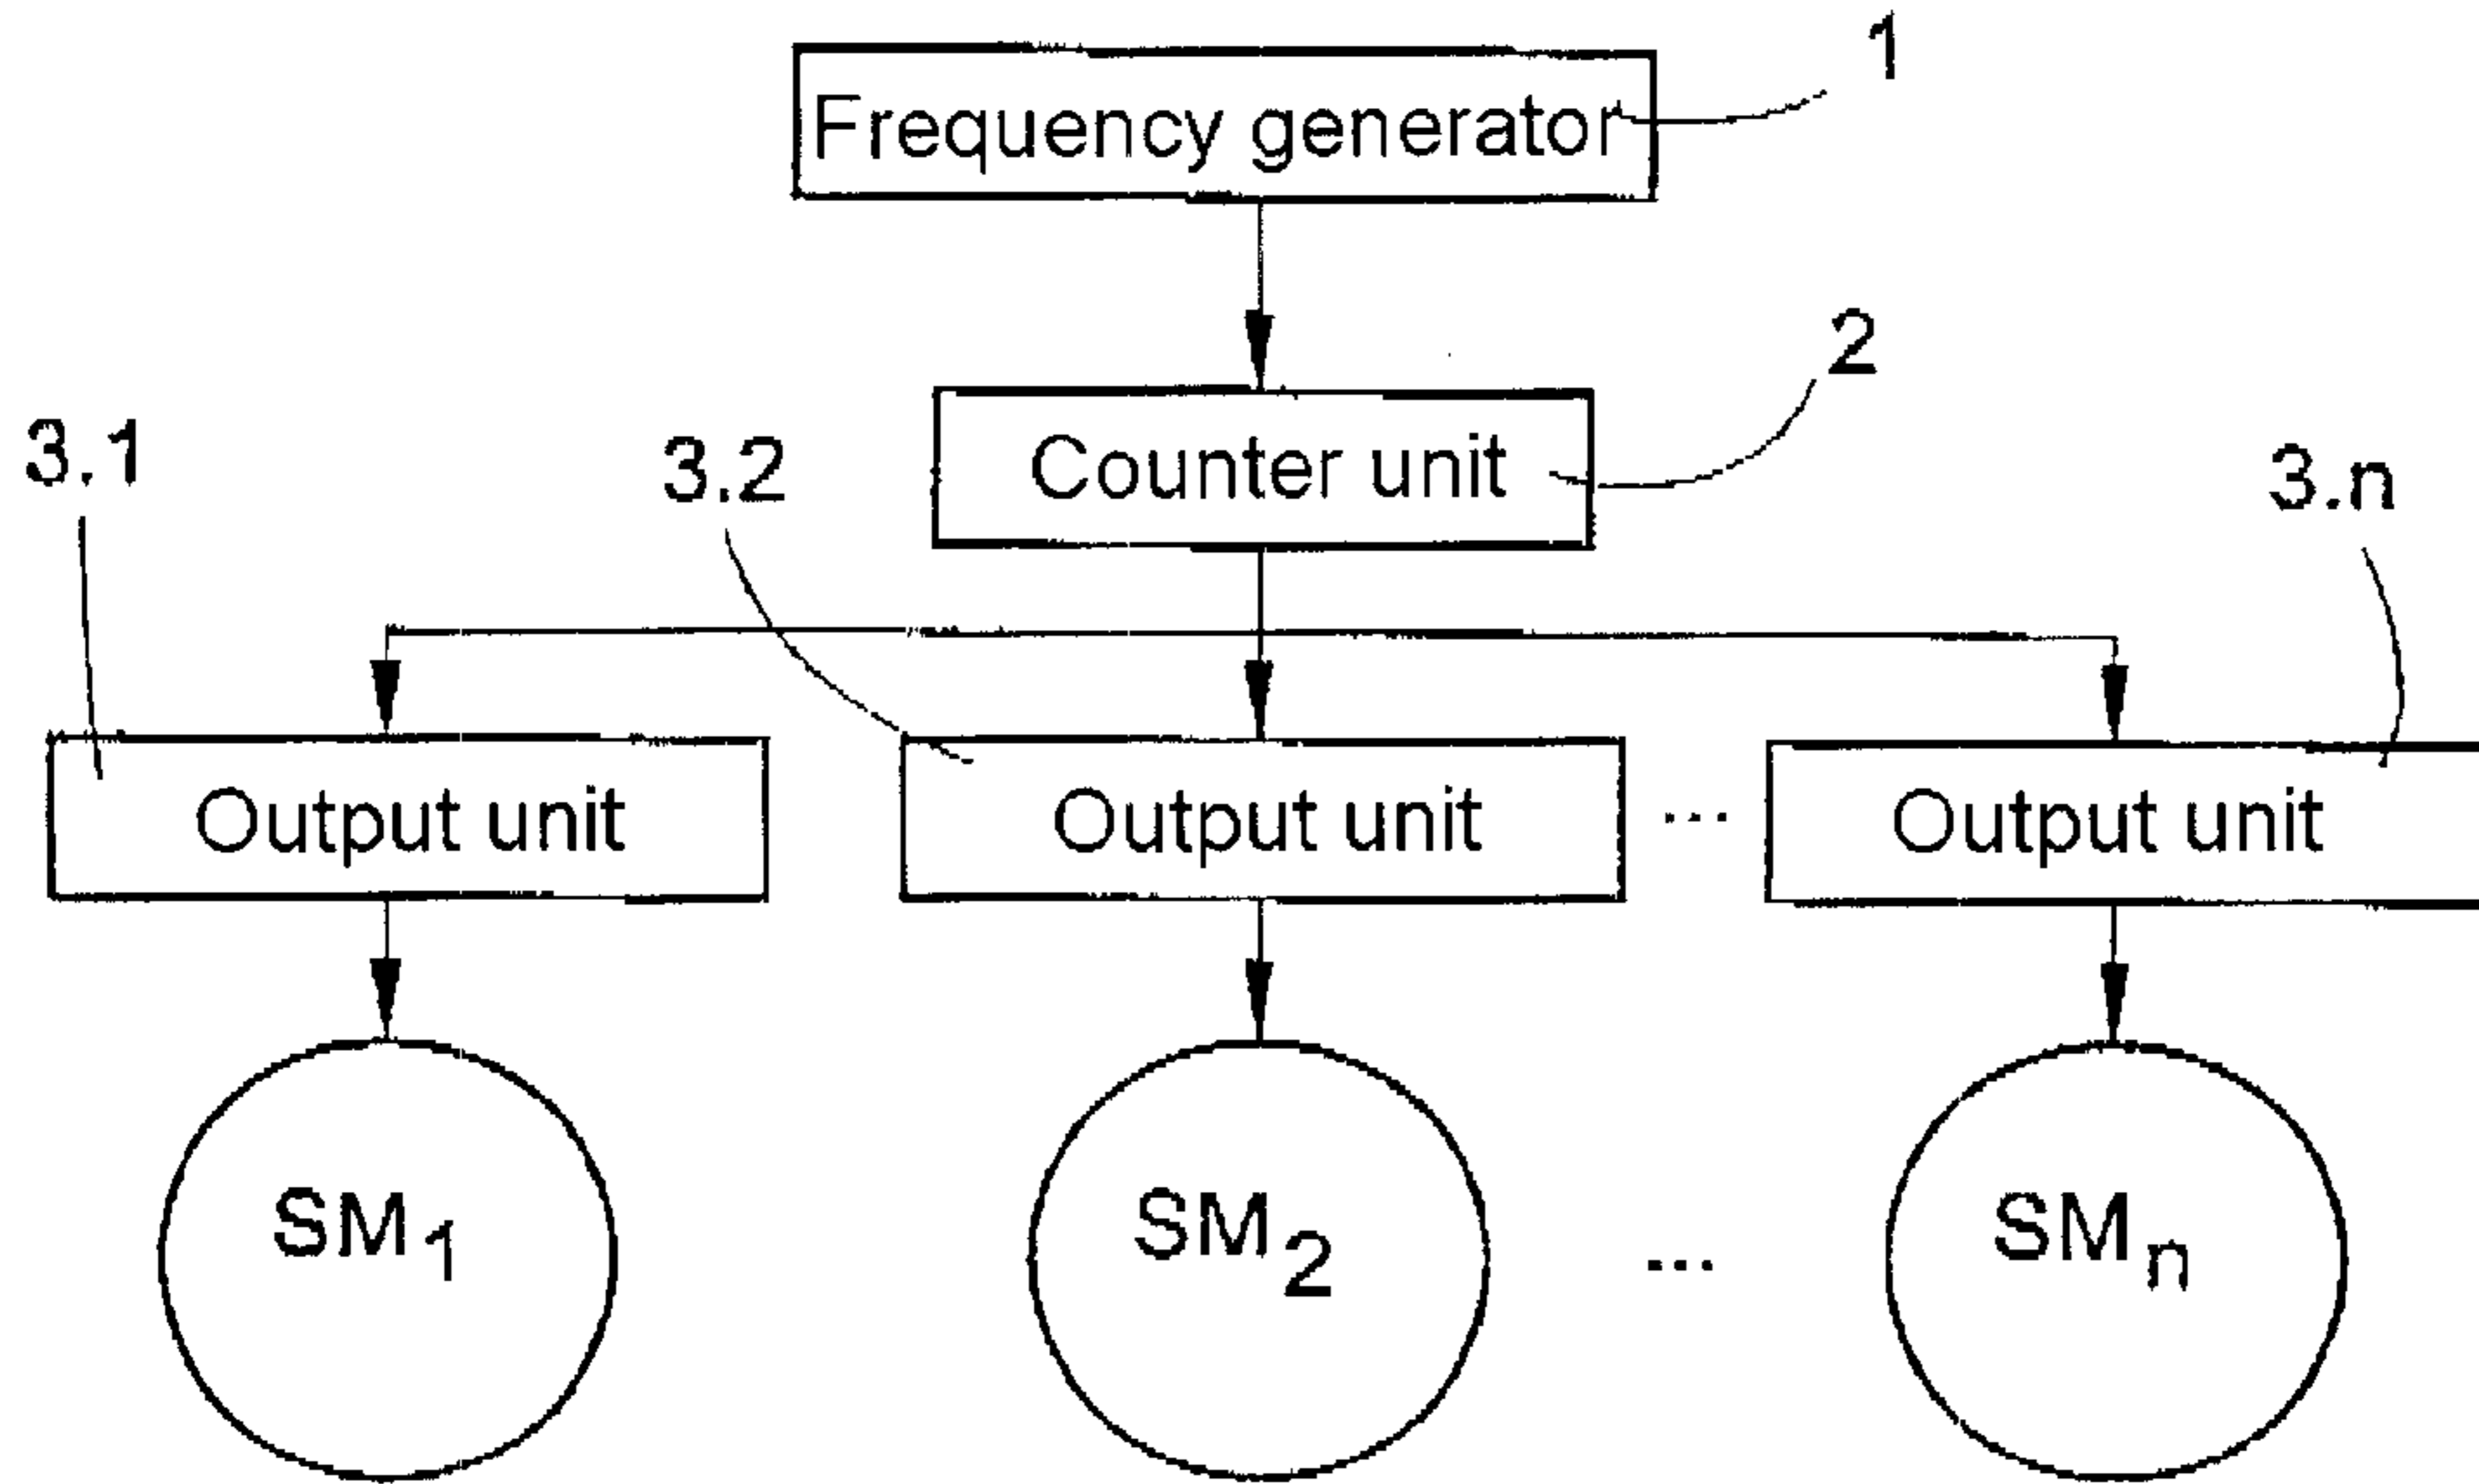 1
Frequency generator
2
3.1
3.2
Counter unit
3.n
Output unit
Output unit
...
Output unit
SM1
SM2
...
SMn